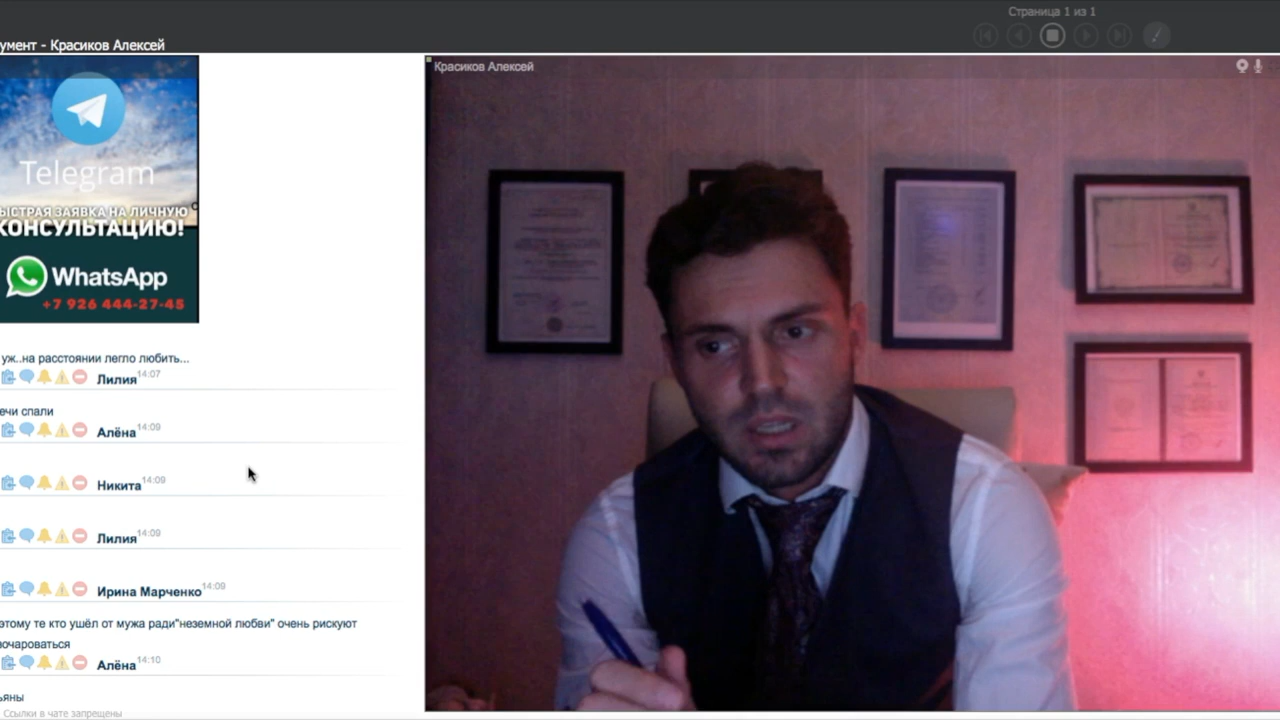 Страница 1 из 1
умент - Красиков Алексей
Красиков Алексей
Telegram
ЫСТРАЯ ЗАЯВКА НА ЛИЧНУЮ
КОНСУЛЬТАЦИЮ!
WhatsApp
+7 926 444-27-45
уж..на расстоянии легло любить...
Лилия 14:07
ечи спали
Алёна 14:09
Никита 14:09
Лилия 14:09
Ирина Марченко 14:09
этому те кто ушёл от мужа ради"неземной любви" очень рискуют
зочароваться
Алёна 14:10
ьяны
Ссылки в чате запрещены